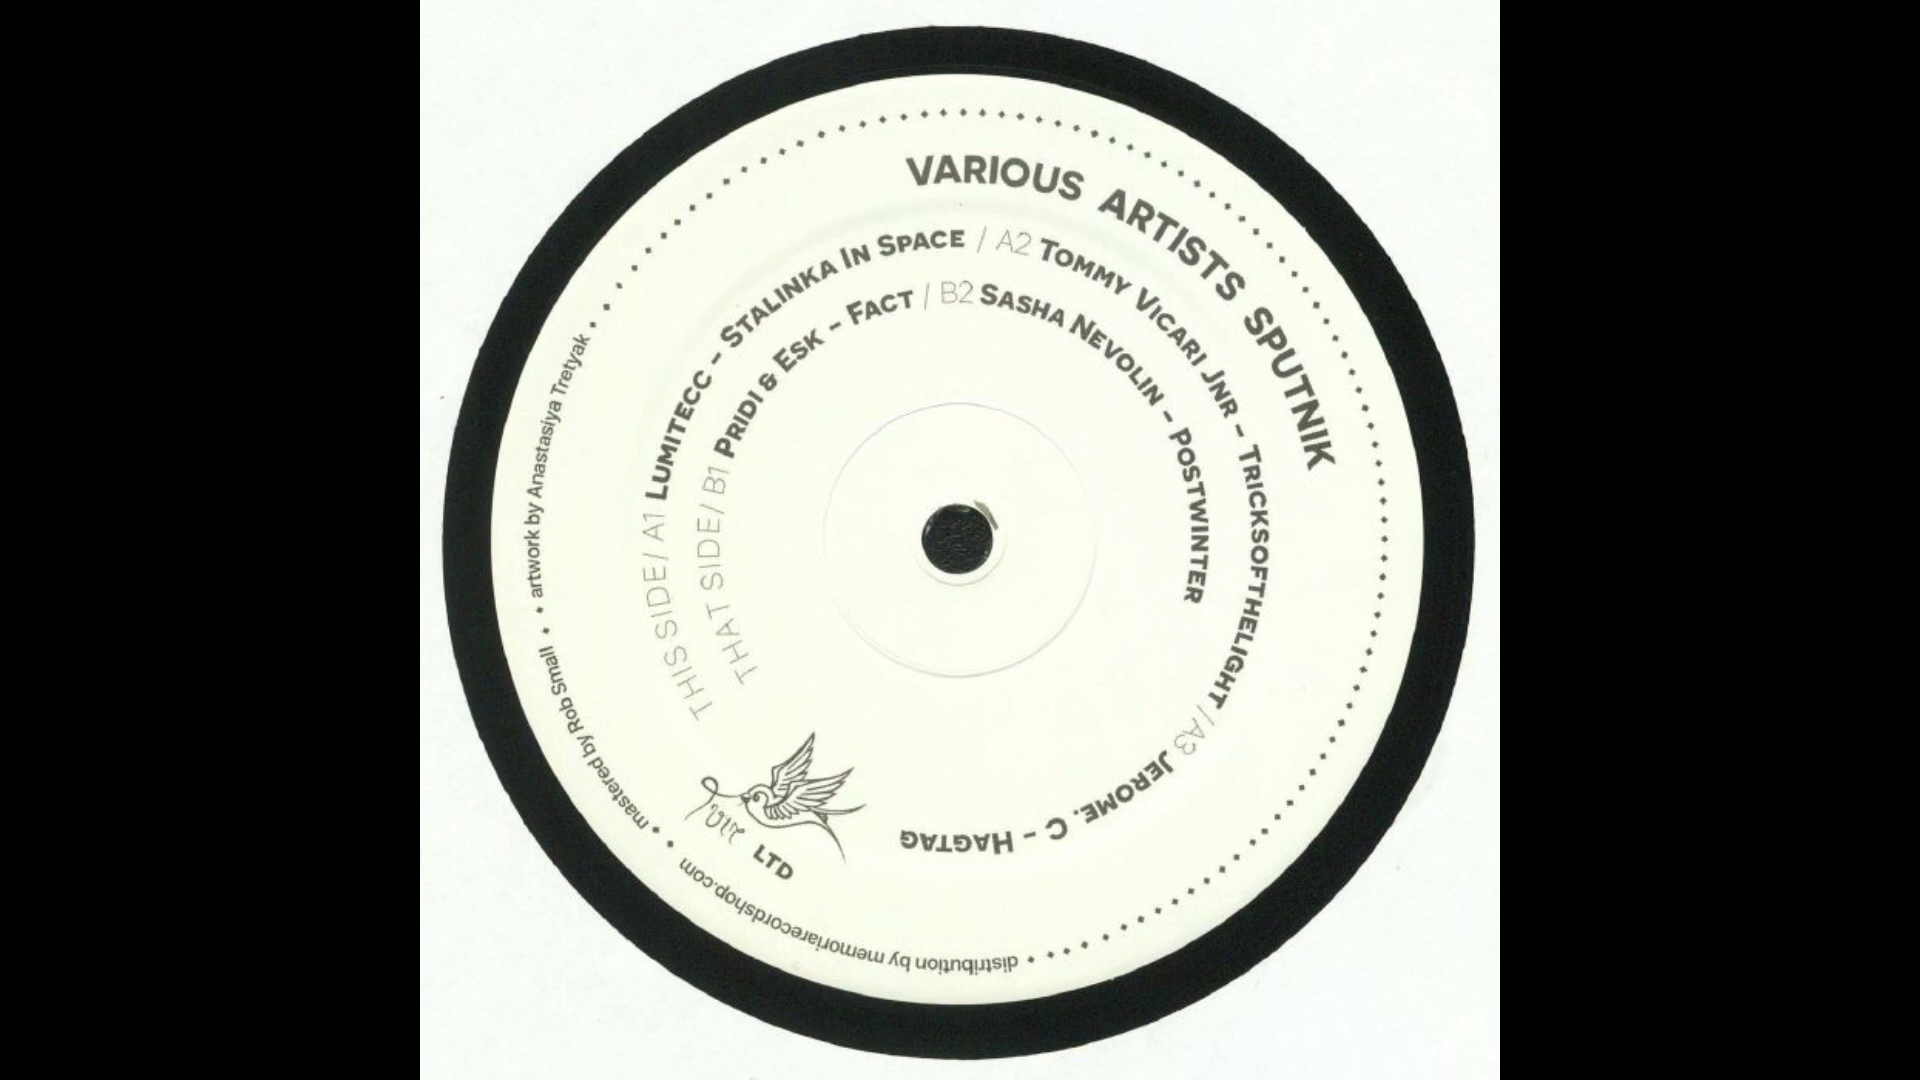 VARIOUS ARTISTS SPUTNIK
THIS SIDE/ A1 LUMITECC - STALINKA IN SPACE / A2 TOMMY VICARI JNR - TRICKSOFTHELIGHT / A3 JEROME. C - HAGTAG
THAT SIDE/ B1 PRIDI & ESK - FACT / B2 SASHA NEVOLIN - POSTWINTER
LTD
distribution by memoriarecordshop.com • • mastered by Rob Small • • artwork by Anastasiya Tretyak